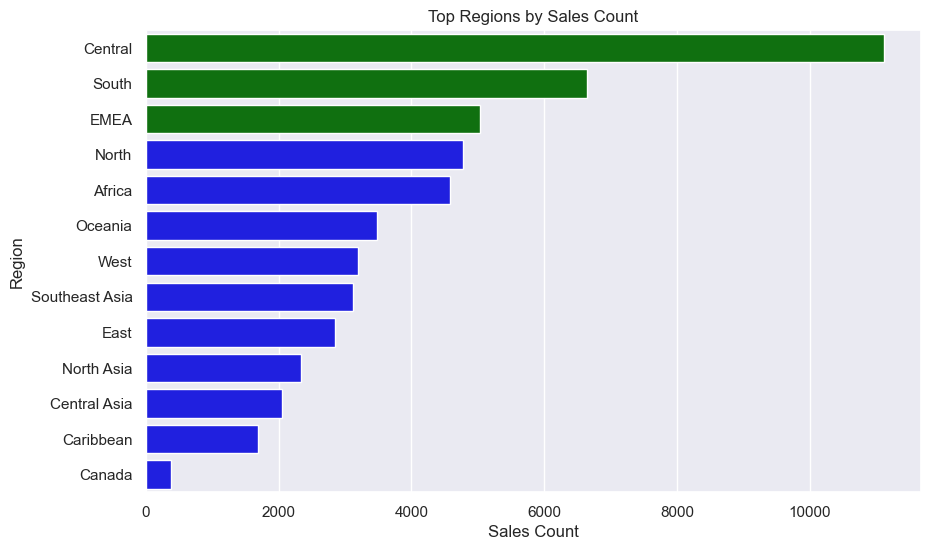 Top Regions by Sales Count
Region
Central
South
EMEA
North
Africa
Oceania
West
Southeast Asia
East
North Asia
Central Asia
Caribbean
Canada
0 2000 4000 6000 8000 10000
Sales Count